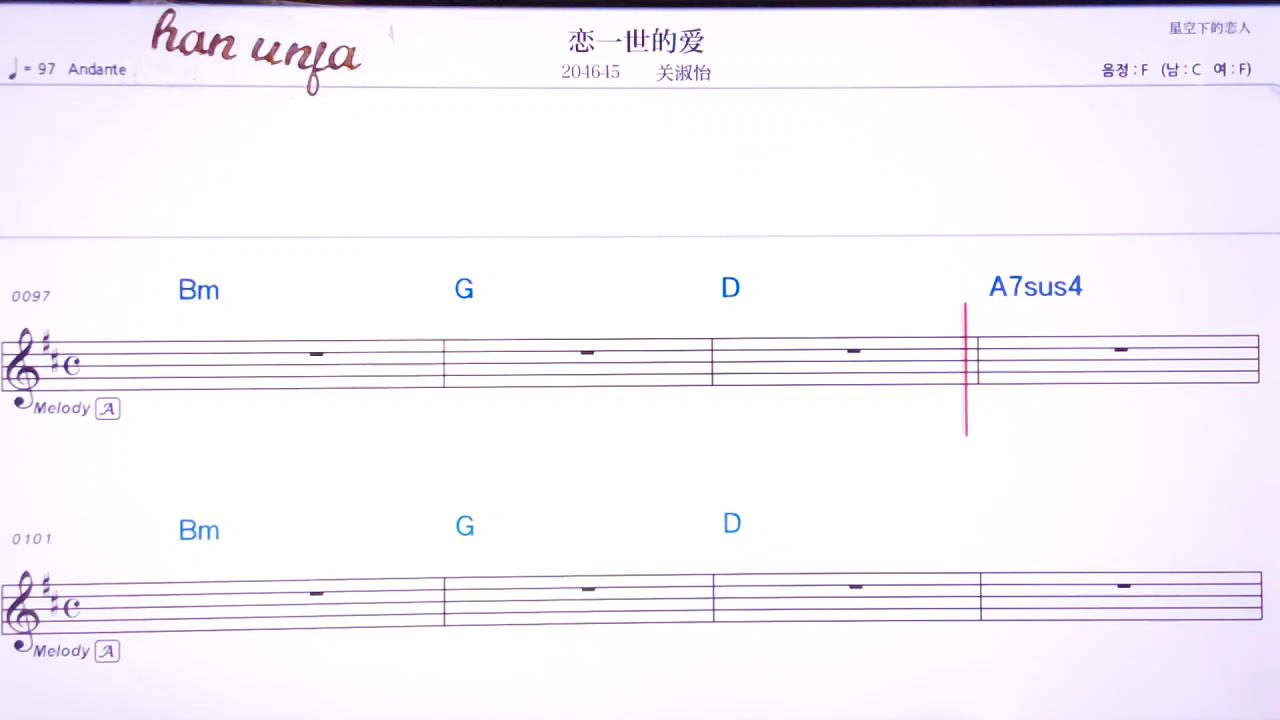 han unfa
恋一世的爱
星空下的恋人
= 97 Andante
204645 关淑怡
음정 : F (남 : C 여 : F)
0097
Bm G D A7sus4
Melody A
0101
Bm G D
Melody A